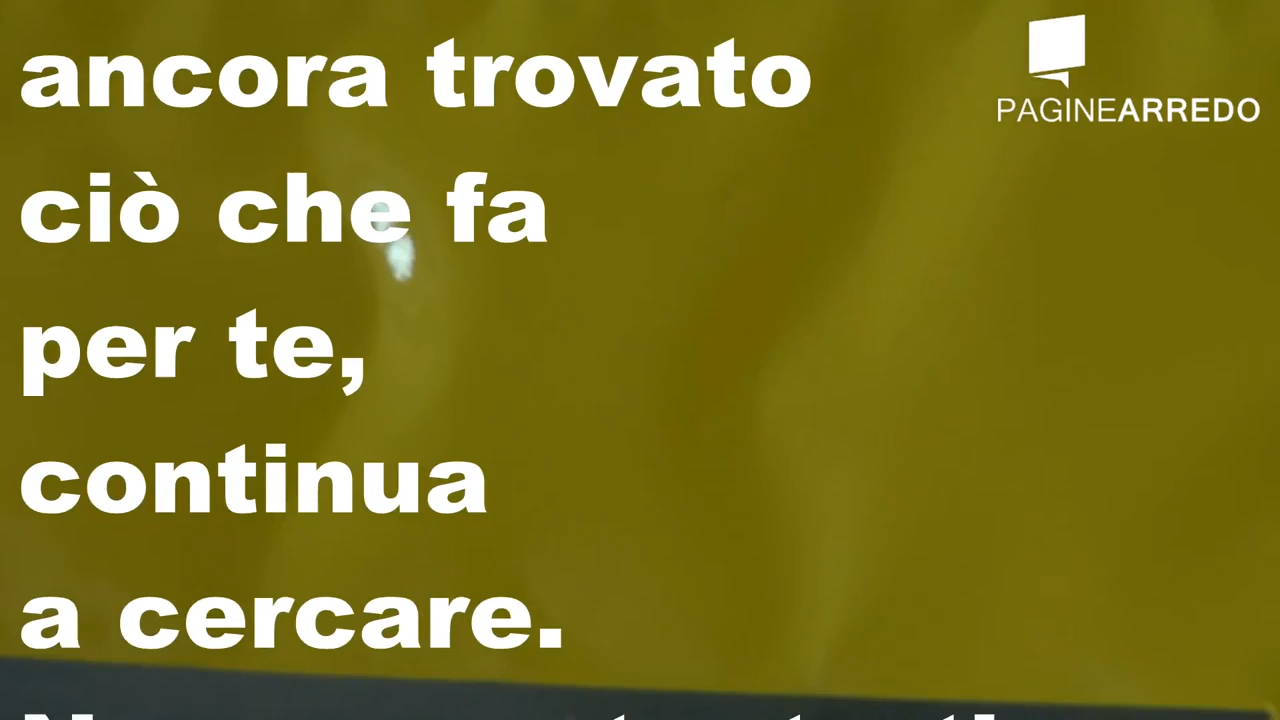 ancora trovato
PAGINEARREDO
ciò che fa
per te,
continua
a cercare.